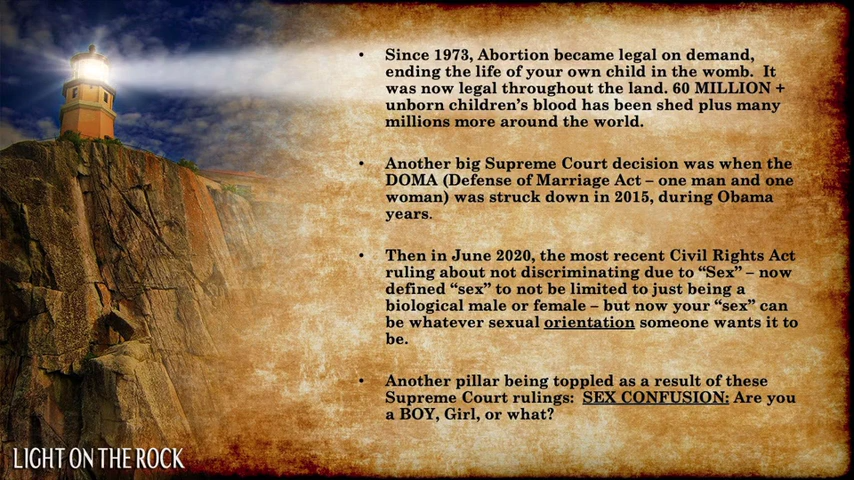 • Since 1973, Abortion became legal on demand,
ending the life of your own child in the womb. It
was now legal throughout the land. 60 MILLION +
unborn children's blood has been shed plus many
millions more around the world.
• Another big Supreme Court decision was when the
DOMA (Defense of Marriage Act – one man and one
woman) was struck down in 2015, during Obama
years.
• Then in June 2020, the most recent Civil Rights Act
ruling about not discriminating due to “Sex” – now
defined “sex” to not be limited to just being a
biological male or female – but now your “sex” can
be whatever sexual orientation someone wants it to
be.
• Another pillar being toppled as a result of these
Supreme Court rulings: SEX CONFUSION: Are you
a BOY, Girl, or what?
LIGHT ON THE ROCK